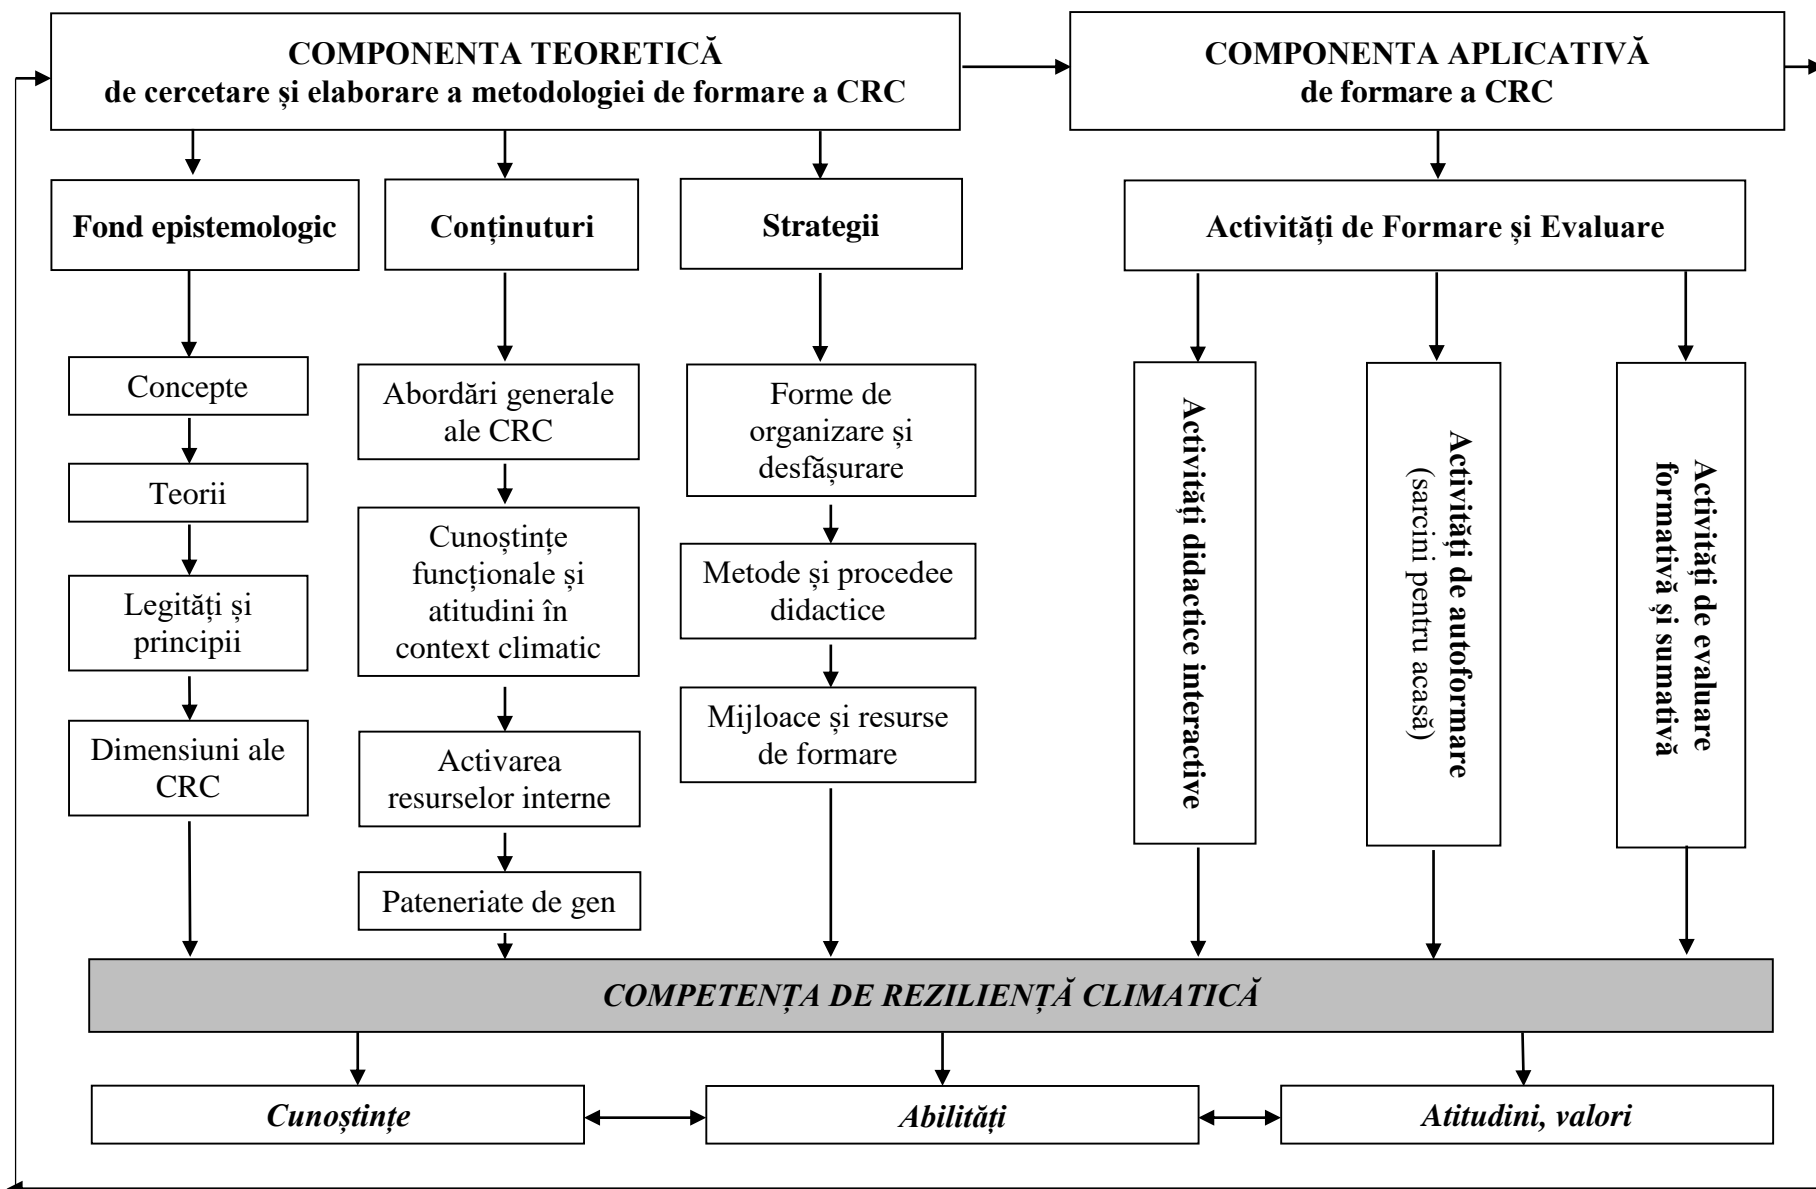 COMPONENTA TEORETICĂ
de cercetare și elaborare a metodologiei de formare a CRC
COMPONENTA APLICATIVĂ
de formare a CRC
Fond epistemologic
Conținuturi
Strategii
Activități de Formare și Evaluare
Concepte
Teorii
Legități și
principii
Dimensiuni ale
CRC
Abordări generale
ale CRC
Cunoștințe
funcționale și
atitudini în
context climatic
Activarea
resurselor interne
Pateneriate de gen
Forme de
organizare și
desfășurare
Metode și procedee
didactice
Mijloace și resurse
de formare
Activități didactice interactive
Activități de autoformare
(sarcini pentru acasă)
Activități de evaluare
formativă și sumativă
COMPETENȚA DE REZILIENȚĂ CLIMATICĂ
Cunoștințe
Abilități
Atitudini, valori